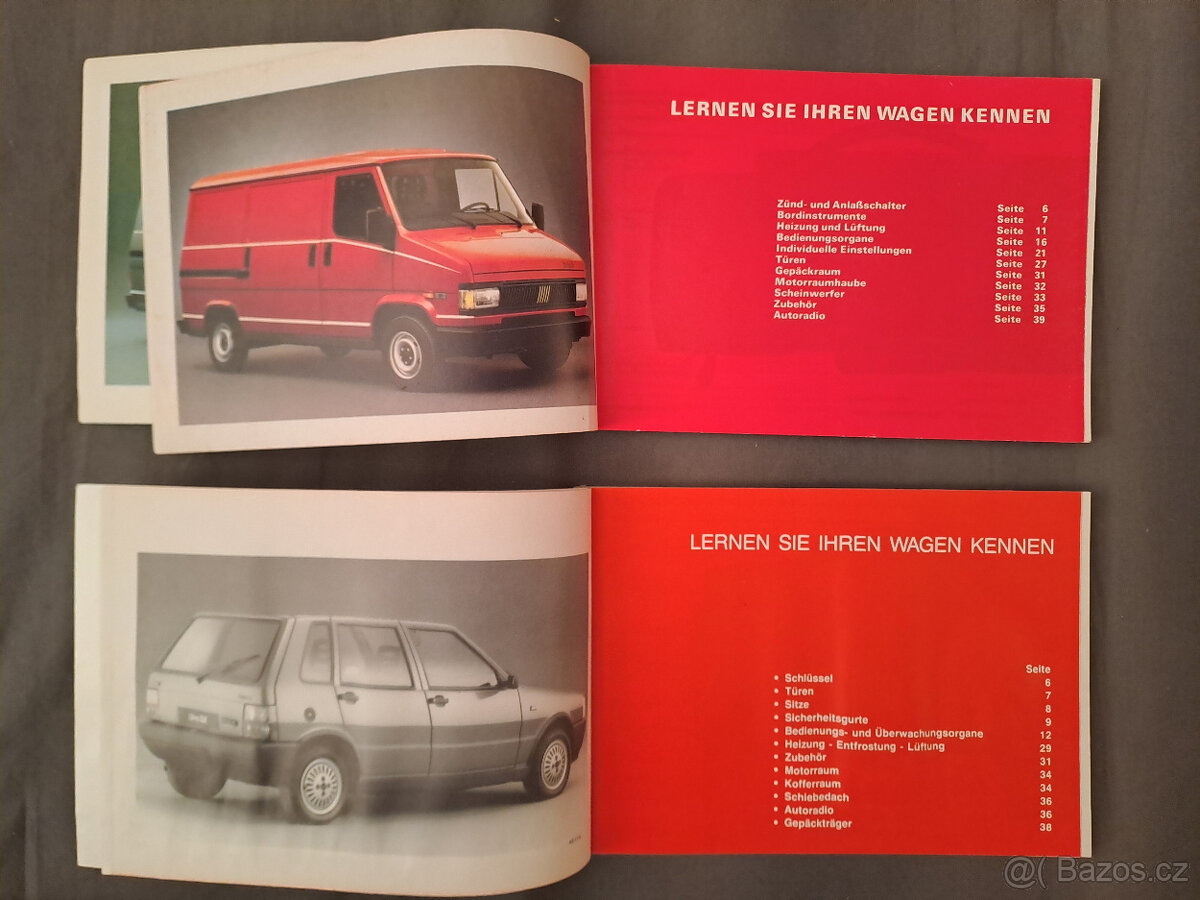 LERNEN SIE IHREN WAGEN KENNEN
Zünd- und Anlaßschalter Seite 6
Bordinstrumente Seite 7
Heizung und Lüftung Seite 11
Bedienungsorgane Seite 16
Individuelle Einstellungen Seite 21
Türen Seite 27
Gepäckraum Seite 31
Motorraumhaube Seite 32
Scheinwerfer Seite 33
Zubehör Seite 35
Autoradio Seite 39
LERNEN SIE IHREN WAGEN KENNEN
Seite
• Schlüssel 6
• Türen 7
• Sitze 8
• Sicherheitsgurte 9
• Bedienungs- und Überwachungsorgane 12
• Heizung - Entfrostung - Lüftung 29
• Zubehör 31
• Motorraum 34
• Kofferraum 34
• Schiebedach 36
• Autoradio 36
• Gepäckträger 38
@( Bazos.cz